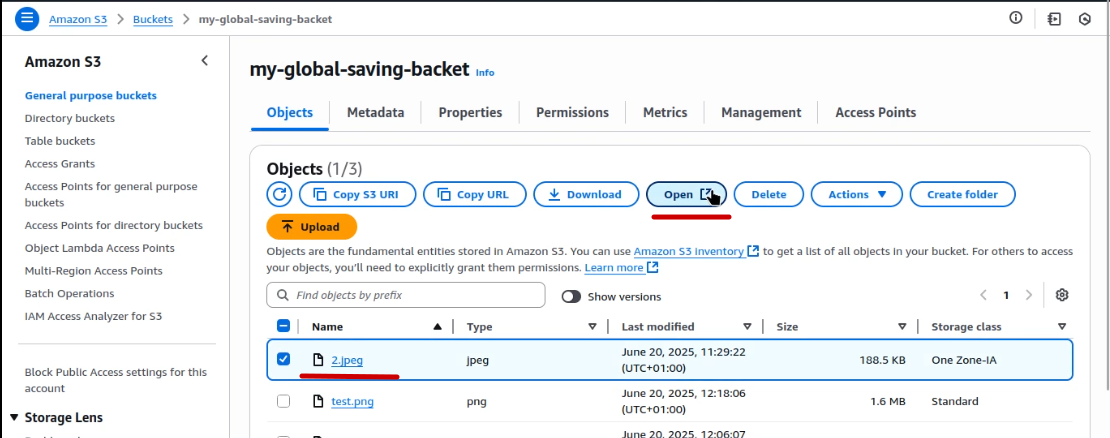 Amazon S3 > Buckets > my-global-saving-backet
Amazon S3
General purpose buckets
Directory buckets
Table buckets
Access Grants
Access Points for general purpose
buckets
Access Points for directory buckets
Object Lambda Access Points
Multi-Region Access Points
Batch Operations
IAM Access Analyzer for S3
Block Public Access settings for this
account
Storage Lens
my-global-saving-backet Info
Objects Metadata Properties Permissions Metrics Management Access Points
Objects (1/3)
Copy S3 URI Copy URL Download Open Delete Actions Create folder
Upload
Objects are the fundamental entities stored in Amazon S3. You can use Amazon S3 inventory to get a list of all objects in your bucket. For others to access
your objects, you'll need to explicitly grant them permissions. Learn more
Find objects by prefix Show versions 1
Name Type Last modified Size Storage class
2.jpeg jpeg June 20, 2025, 11:29:22 (UTC+01:00) 188.5 KB One Zone-IA
test.png png June 20, 2025, 12:18:06 (UTC+01:00) 1.6 MB Standard
June 20, 2025, 12:06:07